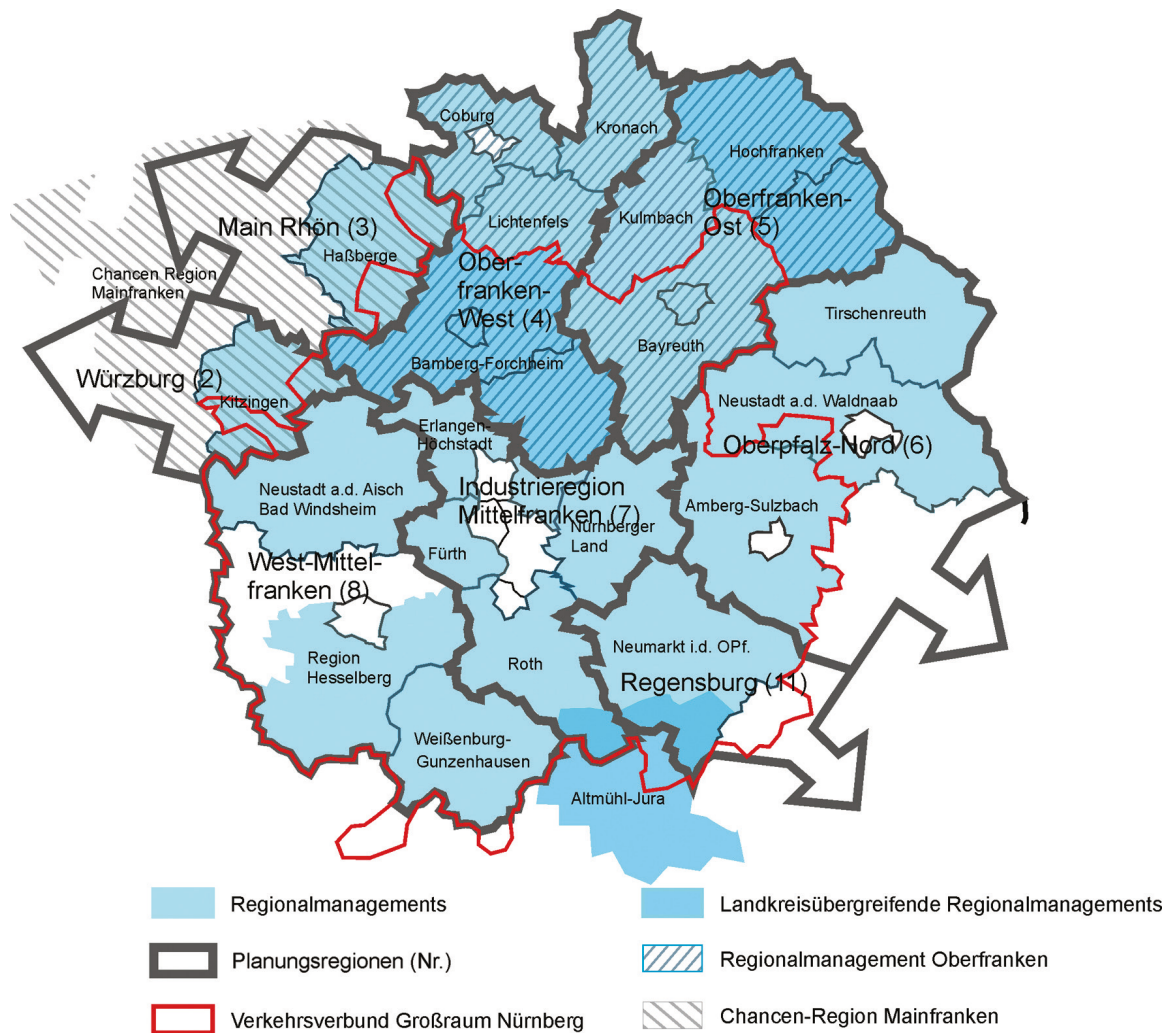 Coburg
Kronach
Hochfranken
Lichtenfels
Kulmbach
Oberfranken-
Ost (5)
Main Rhön (3)
Haßberge
Ober-
franken-
West (4)
Chancen Region
Mainfranken
Tirschenreuth
Bayreuth
Bamberg-Forchheim
Würzburg (2)
Kitzingen
Neustadt a.d. Waldnaab
Erlangen-
Höchstadt
Oberpfalz-Nord (6)
Neustadt a.d. Aisch
Bad Windsheim
Industrieregion
Mittelfranken (7)
Amberg-Sulzbach
Nürnberger
Land
Fürth
West-Mittel-
franken (8)
Neumarkt i.d. OPf.
Region
Hesselberg
Roth
Regensburg (11)
Weißenburg-
Gunzenhausen
Altmühl-Jura
Regionalmanagements
Landkreisübergreifende Regionalmanagements
Planungsregionen (Nr.)
Regionalmanagement Oberfranken
Verkehrsverbund Großraum Nürnberg
Chancen-Region Mainfranken